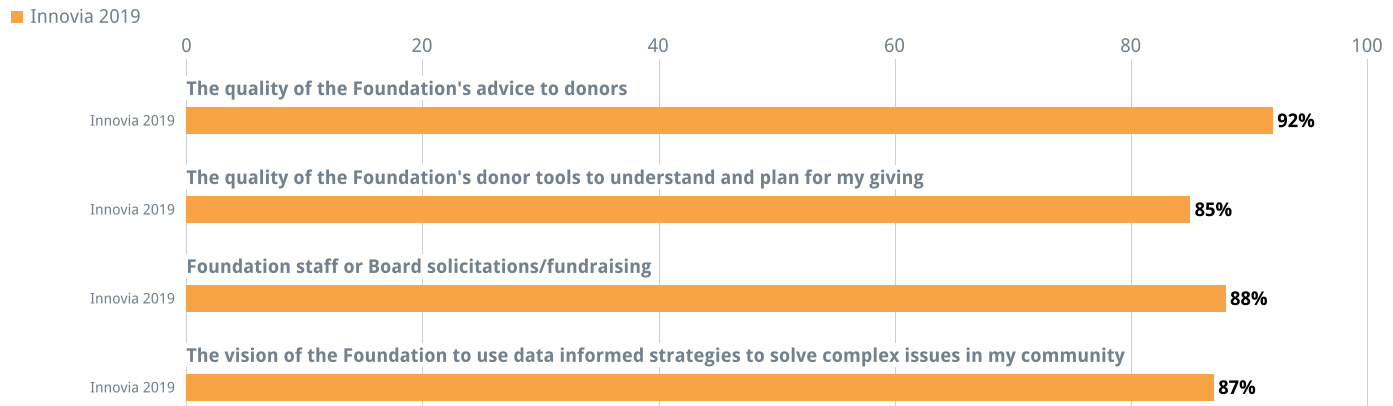 Innovia 2019
0 20 40 60 80 100
The quality of the Foundation's advice to donors
Innovia 2019 92%
The quality of the Foundation's donor tools to understand and plan for my giving
Innovia 2019 85%
Foundation staff or Board solicitations/fundraising
Innovia 2019 88%
The vision of the Foundation to use data informed strategies to solve complex issues in my community
Innovia 2019 87%